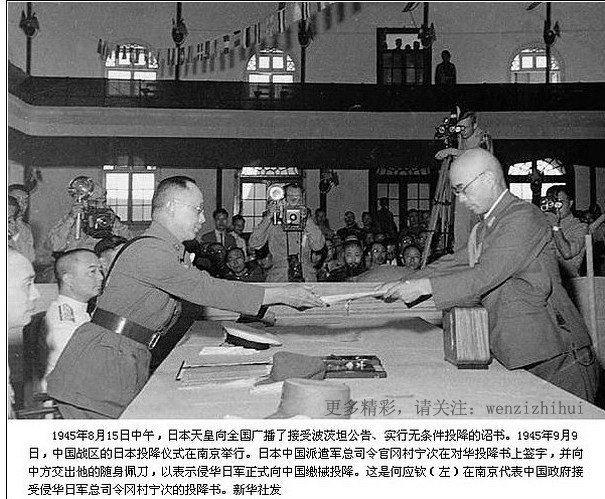 更多精彩，请关注：wenzizhihui
1945年8月15日中午，日本天皇向全国广播了接受波茨坦公告、实行无条件投降的诏书。1945年9月9
日，中国战区的日本投降仪式在南京举行。日本中国派遣军总司令官冈村宁次在对华投降书上签字，并向
中方交出他的随身佩刀，以表示侵华日军正式向中国缴械投降。这是何应钦（左）在南京代表中国政府接
受侵华日军总司令冈村宁次的投降书。新华社发